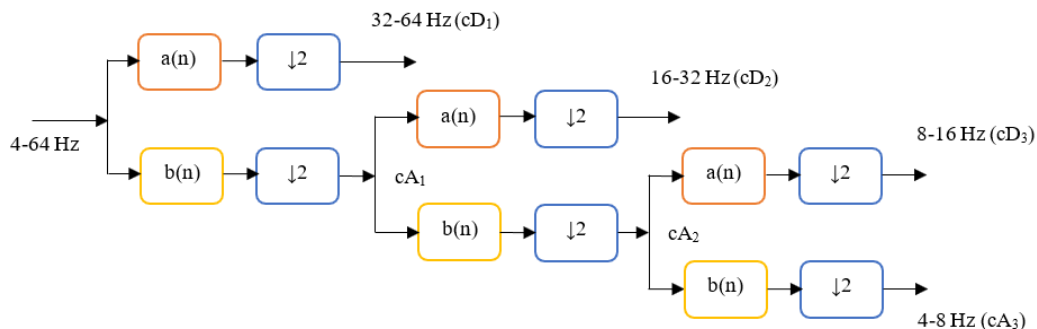 32-64 Hz (cD₁)
a(n)
↓2
16-32 Hz (cD₂)
a(n)
↓2
4-64 Hz
8-16 Hz (cD₃)
b(n)
↓2
cA₁
a(n)
↓2
b(n)
↓2
cA₂
b(n)
↓2
4-8 Hz (cA₃)